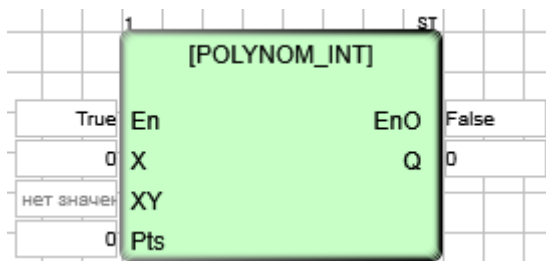 1 ST
[POLYNOM_INT]
True En EnO False
0 X Q 0
нет значен XY
0 Pts